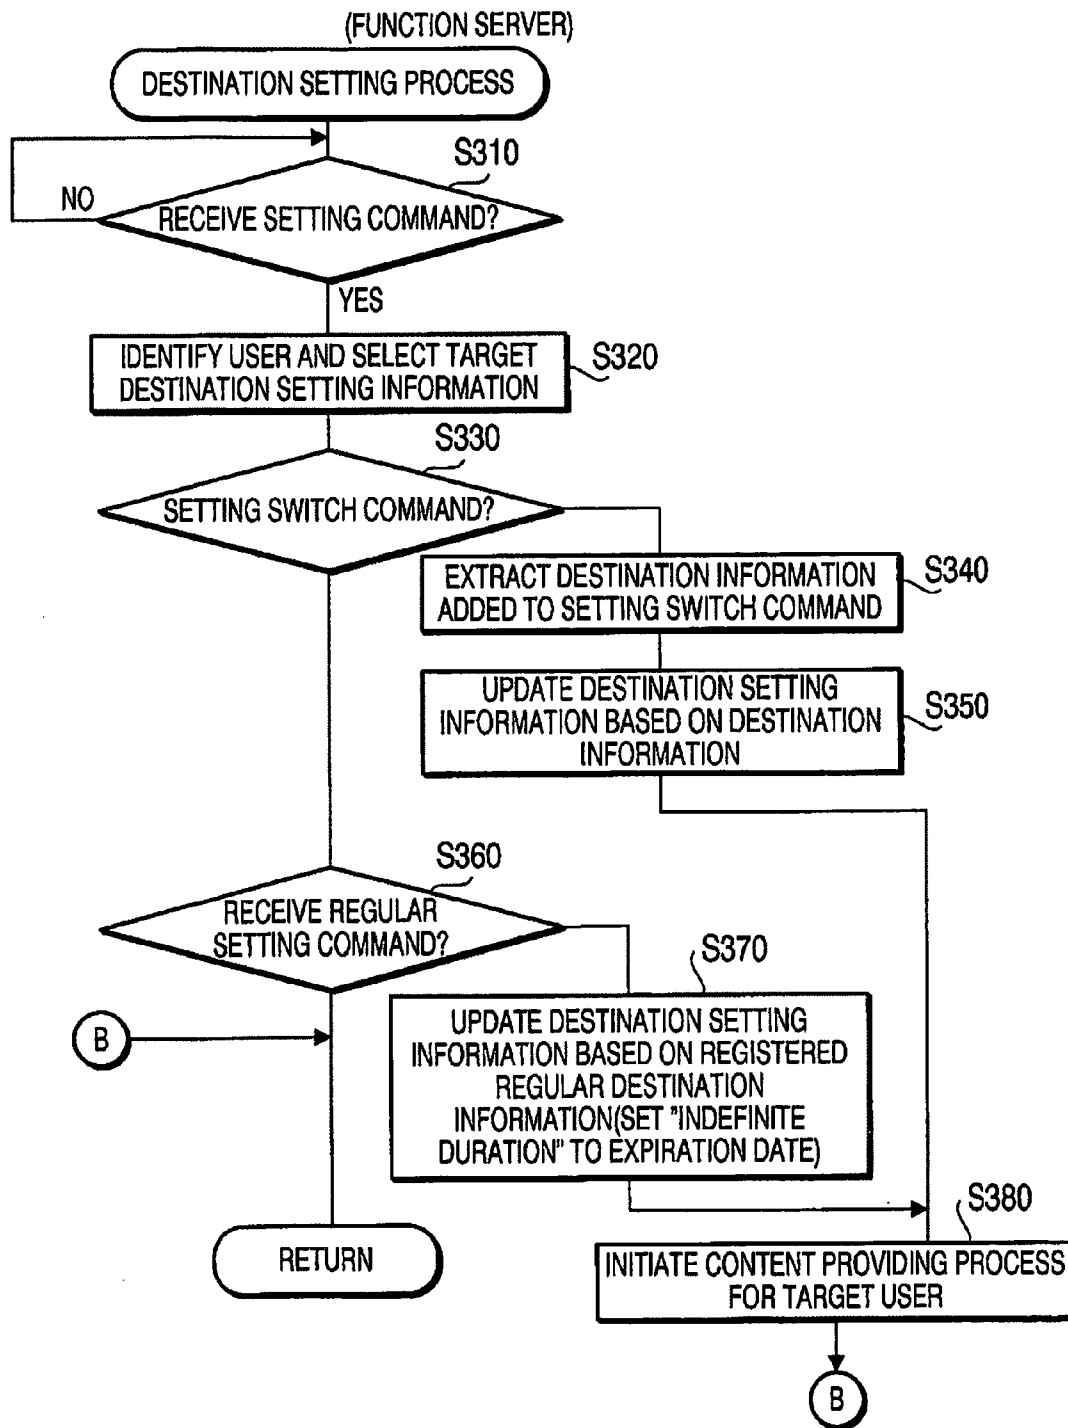 (FUNCTION SERVER)
DESTINATION SETTING PROCESS
S310
NO
RECEIVE SETTING COMMAND?
YES
IDENTIFY USER AND SELECT TARGET
DESTINATION SETTING INFORMATION
S320
S330
SETTING SWITCH COMMAND?
EXTRACT DESTINATION INFORMATION
ADDED TO SETTING SWITCH COMMAND
S340
UPDATE DESTINATION SETTING
INFORMATION BASED ON DESTINATION
INFORMATION
S350
S360
RECEIVE REGULAR
SETTING COMMAND?
S370
B
UPDATE DESTINATION SETTING
INFORMATION BASED ON REGISTERED
REGULAR DESTINATION
INFORMATION(SET "INDEFINITE
DURATION" TO EXPIRATION DATE)
S380
RETURN
INITIATE CONTENT PROVIDING PROCESS
FOR TARGET USER
B